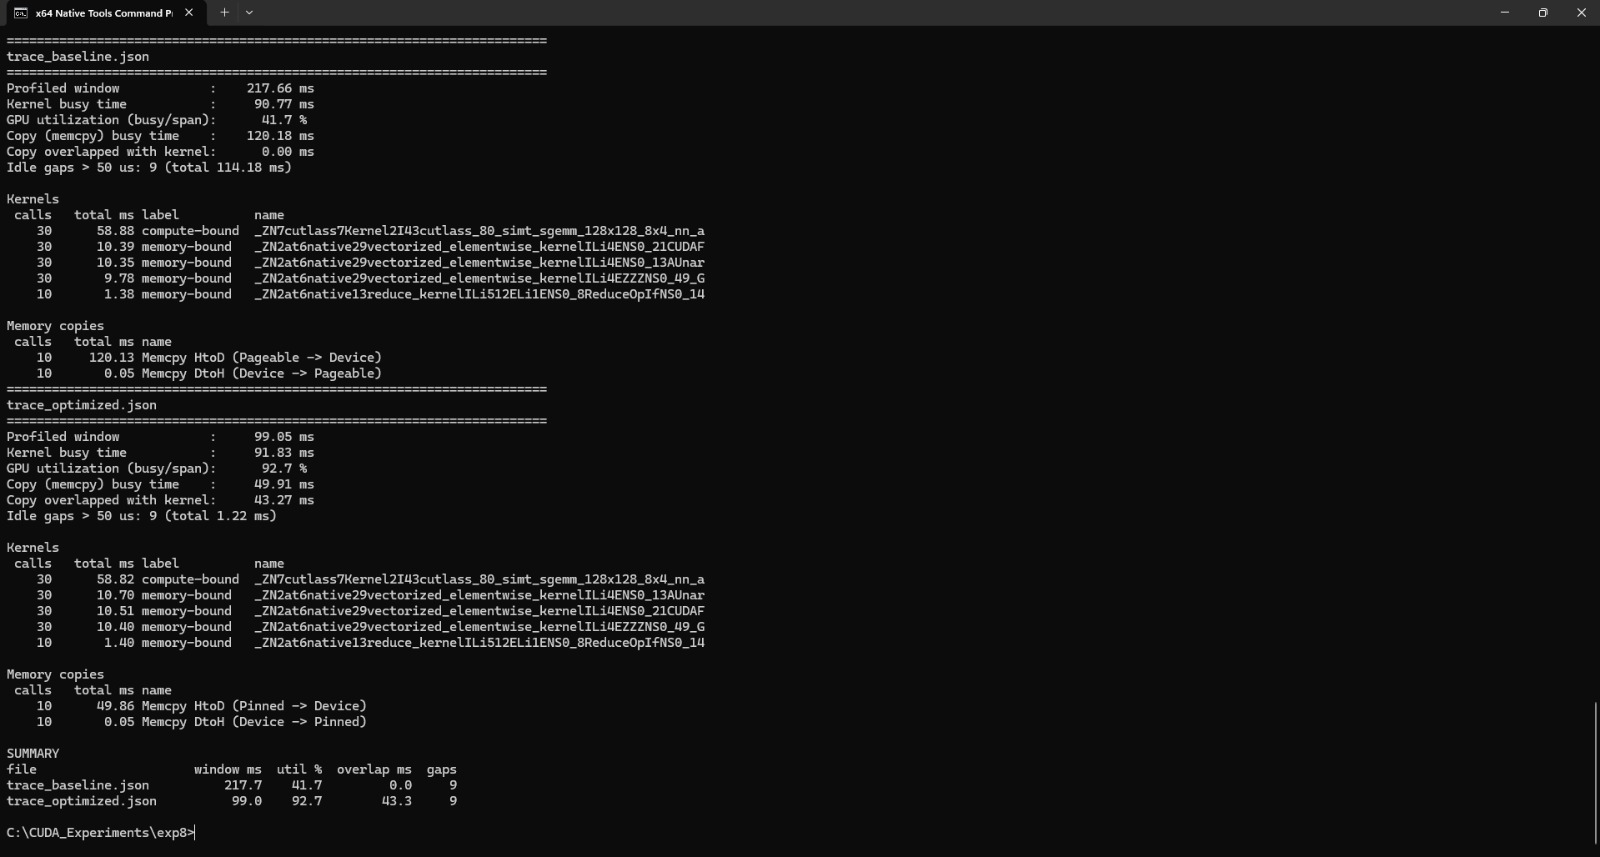 x64 Native Tools Command P
========================================================================
trace_baseline.json
========================================================================
Profiled window            :    217.66 ms
Kernel busy time           :     90.77 ms
GPU utilization (busy/span):      41.7 %
Copy (memcpy) busy time    :    120.18 ms
Copy overlapped with kernel:      0.00 ms
Idle gaps > 50 us: 9 (total 114.18 ms)
Kernels
 calls   total ms label          name
    30      58.88 compute-bound  _ZN7cutlass7Kernel2I43cutlass_80_simt_sgemm_128x128_8x4_nn_a
    30      10.39 memory-bound   _ZN2at6native29vectorized_elementwise_kernelILi4ENS0_21CUDAF
    30      10.35 memory-bound   _ZN2at6native29vectorized_elementwise_kernelILi4ENS0_13AUnar
    30       9.78 memory-bound   _ZN2at6native29vectorized_elementwise_kernelILi4EZZZNS0_49_G
    10       1.38 memory-bound   _ZN2at6native13reduce_kernelILi512ELi1ENS0_8ReduceOpIfNS0_14
Memory copies
 calls   total ms name
    10     120.13 Memcpy HtoD (Pageable -> Device)
    10       0.05 Memcpy DtoH (Device -> Pageable)
========================================================================
trace_optimized.json
========================================================================
Profiled window            :     99.05 ms
Kernel busy time           :     91.83 ms
GPU utilization (busy/span):      92.7 %
Copy (memcpy) busy time    :     49.91 ms
Copy overlapped with kernel:     43.27 ms
Idle gaps > 50 us: 9 (total 1.22 ms)
Kernels
 calls   total ms label          name
    30      58.82 compute-bound  _ZN7cutlass7Kernel2I43cutlass_80_simt_sgemm_128x128_8x4_nn_a
    30      10.70 memory-bound   _ZN2at6native29vectorized_elementwise_kernelILi4ENS0_13AUnar
    30      10.51 memory-bound   _ZN2at6native29vectorized_elementwise_kernelILi4ENS0_21CUDAF
    30      10.40 memory-bound   _ZN2at6native29vectorized_elementwise_kernelILi4EZZZNS0_49_G
    10       1.40 memory-bound   _ZN2at6native13reduce_kernelILi512ELi1ENS0_8ReduceOpIfNS0_14
Memory copies
 calls   total ms name
    10      49.86 Memcpy HtoD (Pinned -> Device)
    10       0.05 Memcpy DtoH (Device -> Pinned)
SUMMARY
file                     window ms  util %  overlap ms  gaps
trace_baseline.json          217.7    41.7         0.0     9
trace_optimized.json          99.0    92.7        43.3     9
C:\CUDA_Experiments\exp8>